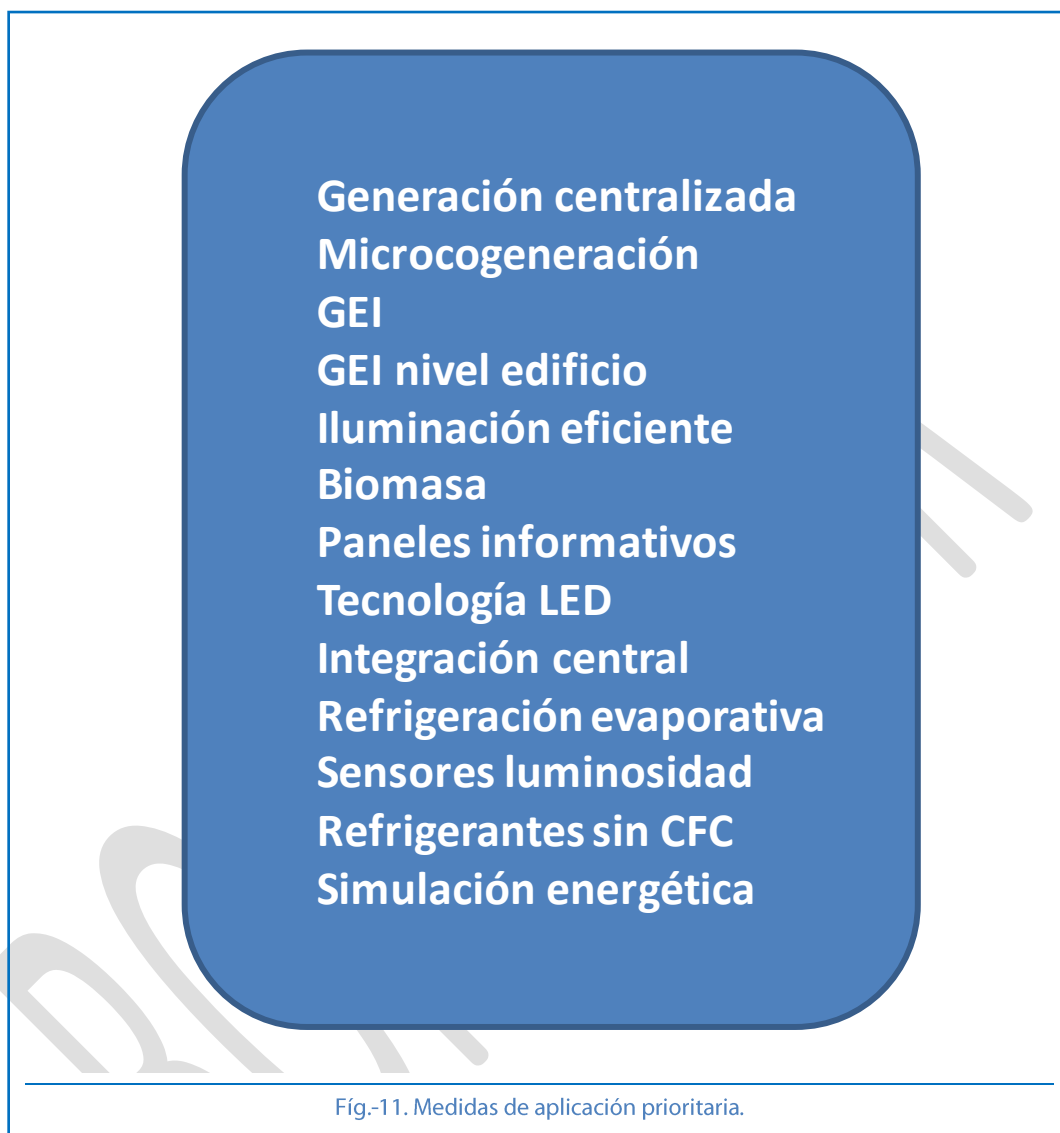 Generación centralizada
Microcogeneración
GEI
GEI nivel edificio
Iluminación eficiente
Biomasa
Paneles informativos
Tecnología LED
Integración central
Refrigeración evaporativa
Sensores luminosidad
Refrigerantes sin CFC
Simulación energética
Fíg.-11. Medidas de aplicación prioritaria.